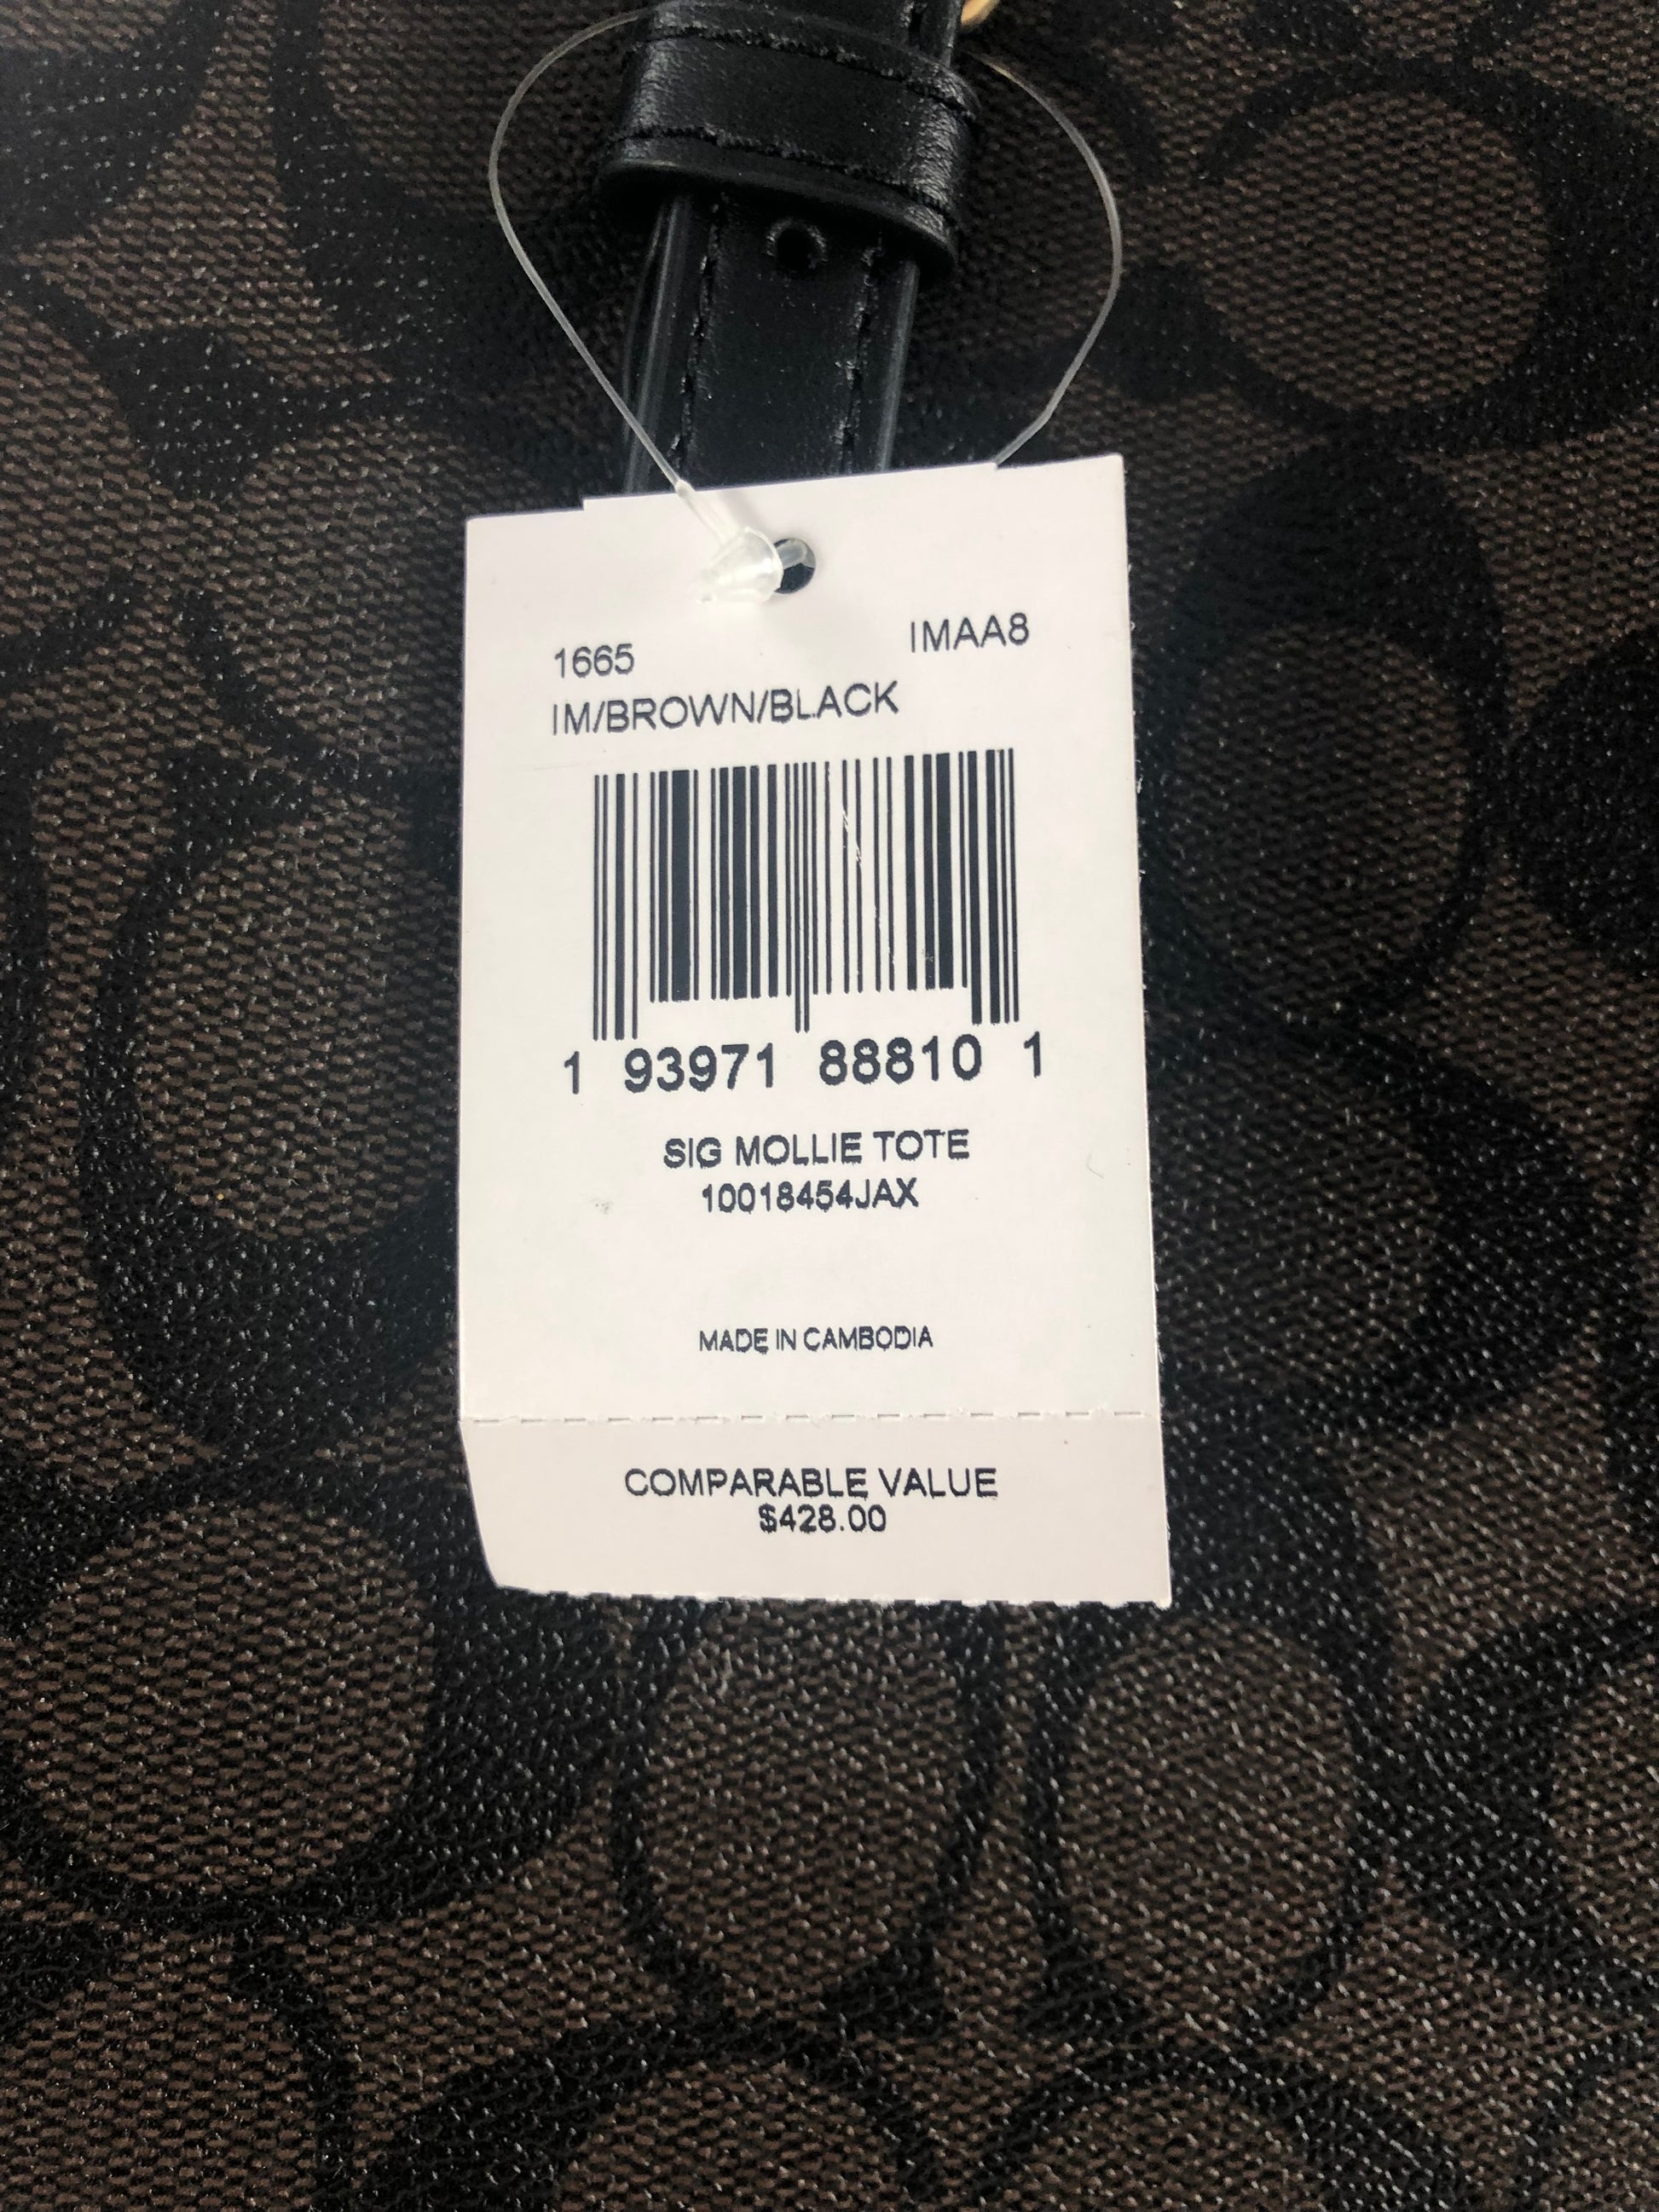 1665 IMAA8
IM/BROWN/BLACK
1 93971 88810 1
SIG MOLLIE TOTE
10018454JAX
MADE IN CAMBODIA
COMPARABLE VALUE
$428.00